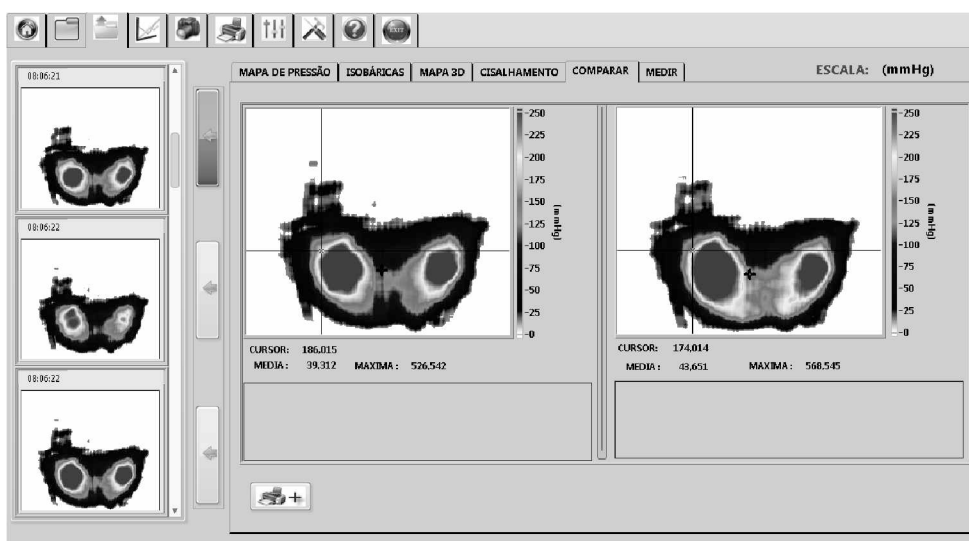 EXIT
08:06:21
08:06:22
08:06:22
MAPA DE PRESSÃO ISOBÁRICAS MAPA 3D CISALHAMENTO COMPARAR MEDIR
ESCALA: (mmHg)
-250
-225
-200
-175
-150
-125
-100
-75
-50
-25
-0
(mmHg)
CURSOR: 186,015
MEDIA: 39,312 MAXIMA: 526,542
-250
-225
-200
-175
-150
-125
-100
-75
-50
-25
-0
(mmHg)
CURSOR: 174,014
MEDIA: 43,651 MAXIMA: 568,545